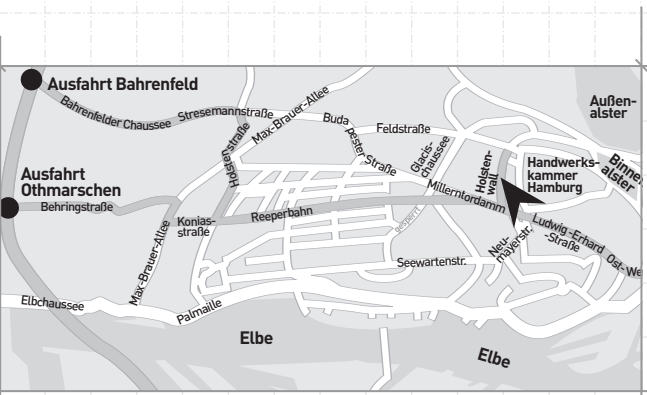 Ausfahrt Bahrenfeld
Außen-
alster
Bahrenfelder Chaussee
Stresemannstraße
Max-Brauer-Allee
Buda
pester-Straße
Feldstraße
Glacis-
chaussee
Holstenstraße
Holsten-
wall
Handwerks-
kammer
Hamburg
Binnen-
alster
Ausfahrt
Othmarschen
Behringstraße
Konias-
straße
Reeperbahn
Millerntordamm
gesperrt
Ludwig-Erhard
-Straße
Ost-We
Neu-
mayerstr.
Max-Brauer-Allee
Seewartenstr.
Elbchaussee
Palmaille
Elbe
Elbe